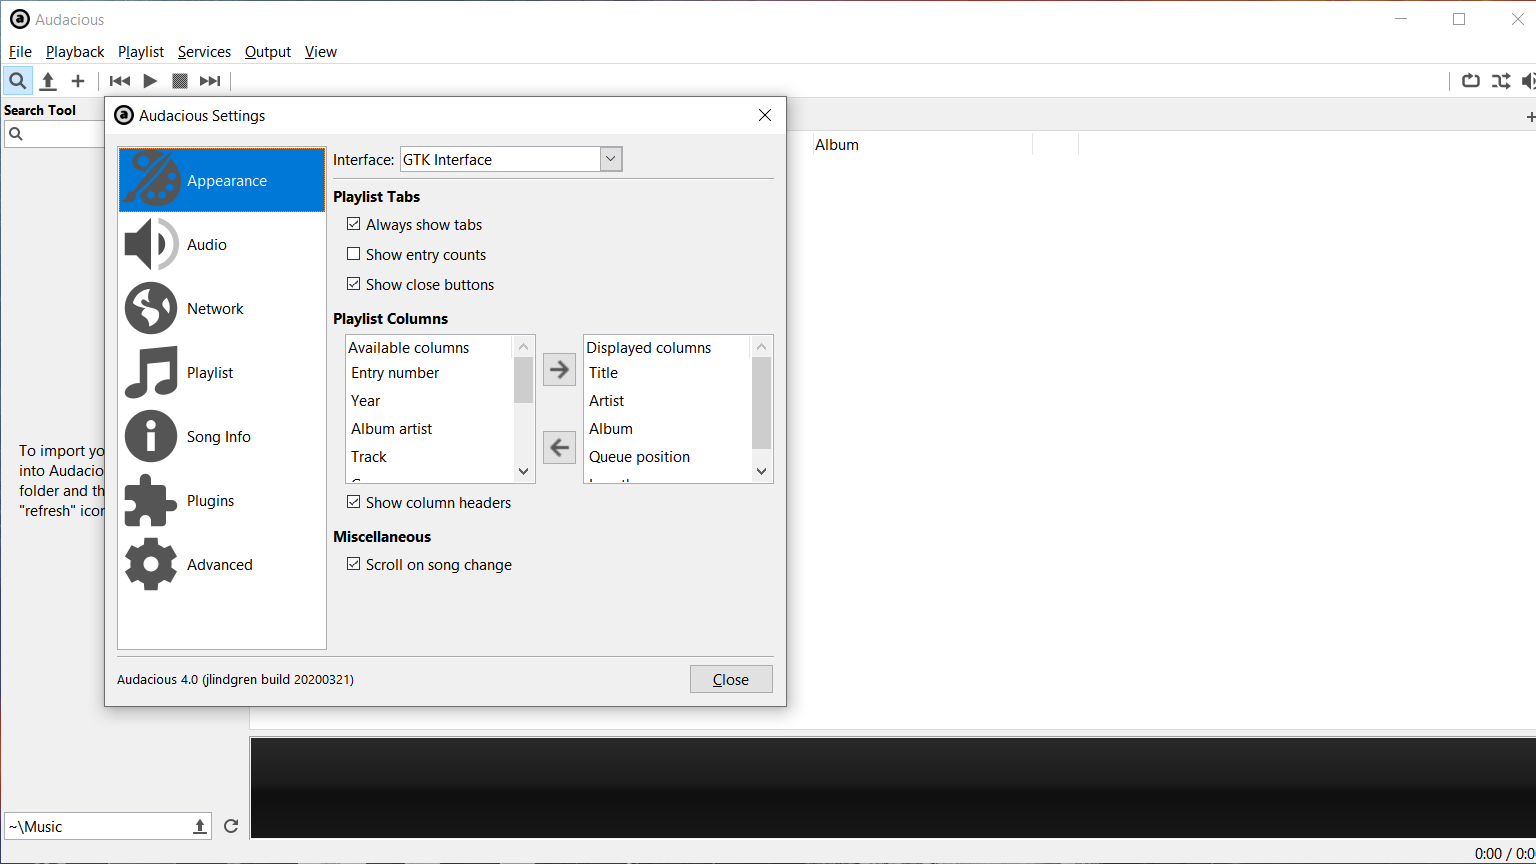 Audacious
File Playback Playlist Services Output View
Search Tool
Audacious Settings
Appearance
Audio
Network
Playlist
Song Info
Plugins
Advanced
Interface: GTK Interface
Playlist Tabs
Always show tabs
Show entry counts
Show close buttons
Playlist Columns
Available columns
Entry number
Year
Album artist
Track
Displayed columns
Title
Artist
Album
Queue position
Show column headers
Miscellaneous
Scroll on song change
Audacious 4.0 (jlindgren build 20200321)
Close
Album
To import yo
into Audacio
folder and th
"refresh" ico
~\Music
0:00 / 0:0